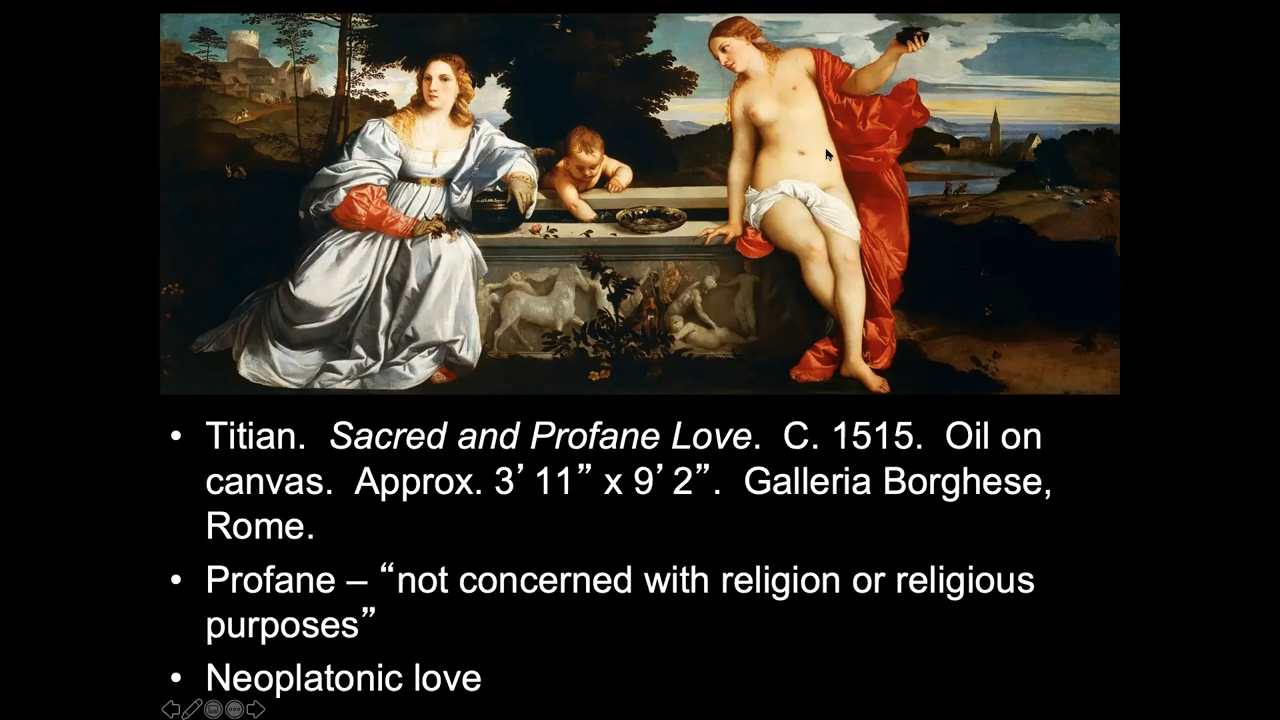 • Titian.  Sacred and Profane Love.  C. 1515.  Oil on
canvas.  Approx. 3’ 11” x 9’ 2”.  Galleria Borghese,
Rome.
• Profane – “not concerned with religion or religious
purposes”
• Neoplatonic love